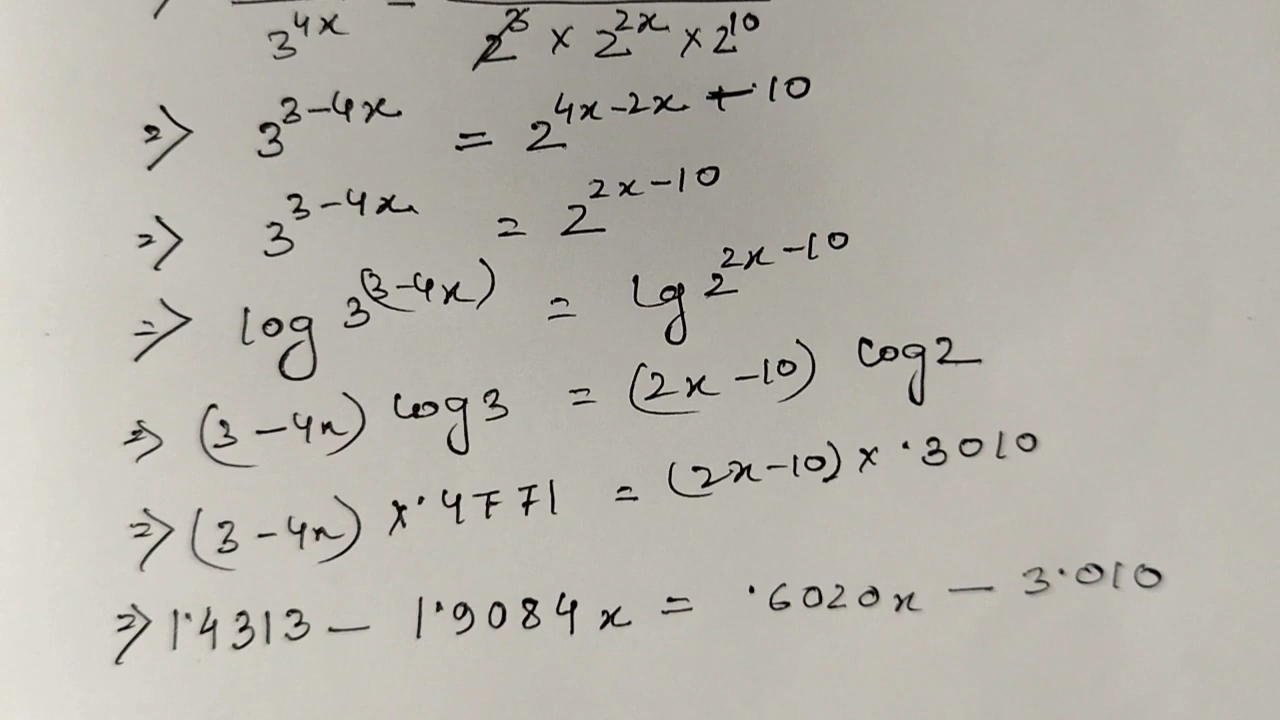 3^{4x} 2^3 × 2^{2x} × 2^{10}
⇒ 3^{3-4x} = 2^{4x-2x-10}
⇒ 3^{3-4x} = 2^{2x-10}
⇒ log 3^{(3-4x)} = lg 2^{2x-10}
⇒ (3-4x) log 3 = (2x-10) log 2
⇒ (3-4x) × .4771 = (2x-10) × .3010
⇒ 1.4313 - 1.9084x = .6020x - 3.010